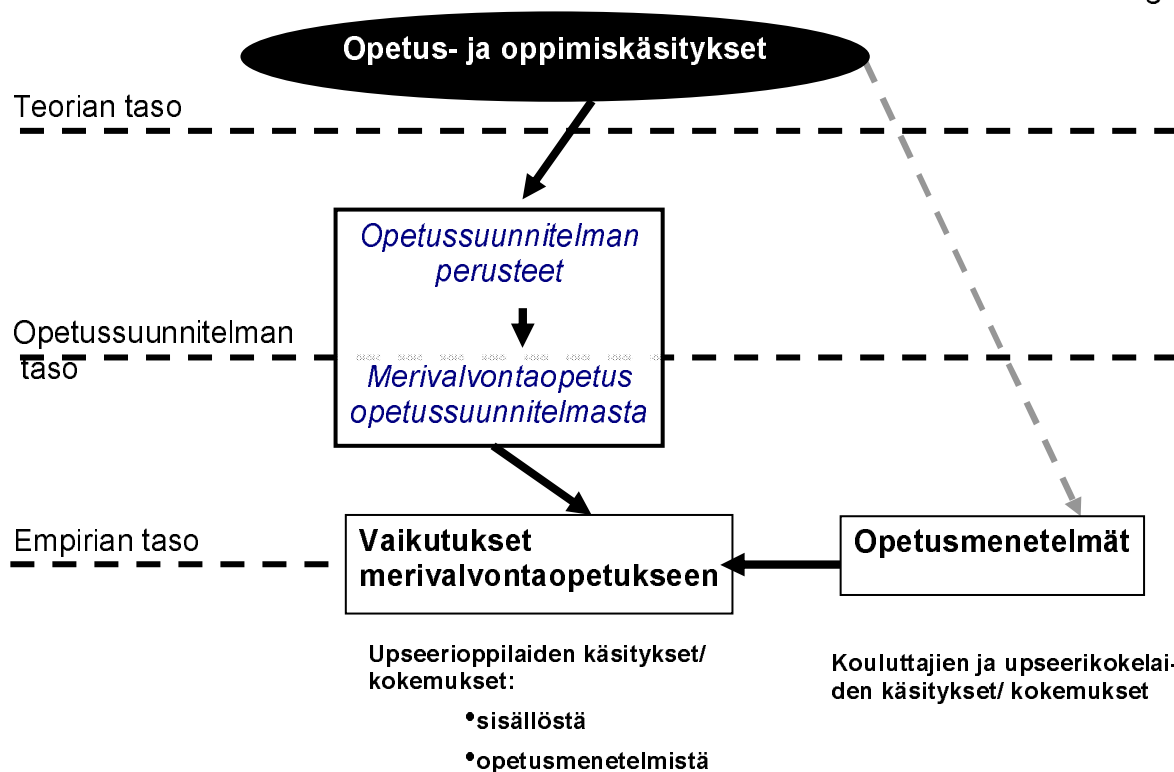 g
Opetus- ja oppimiskäsitykset
Teorian taso
Opetussuunnitelman
perusteet
Opetussuunnitelman
taso
Merivalvontaopetus
opetussuunnitelmasta
Empirian taso
Vaikutukset
merivalvontaopetukseen
Opetusmenetelmät
Upseerioppilaiden käsitykset/
kokemukset:
•sisällöstä
•opetusmenetelmistä
Kouluttajien ja upseerikokelai-
den käsitykset/ kokemukset